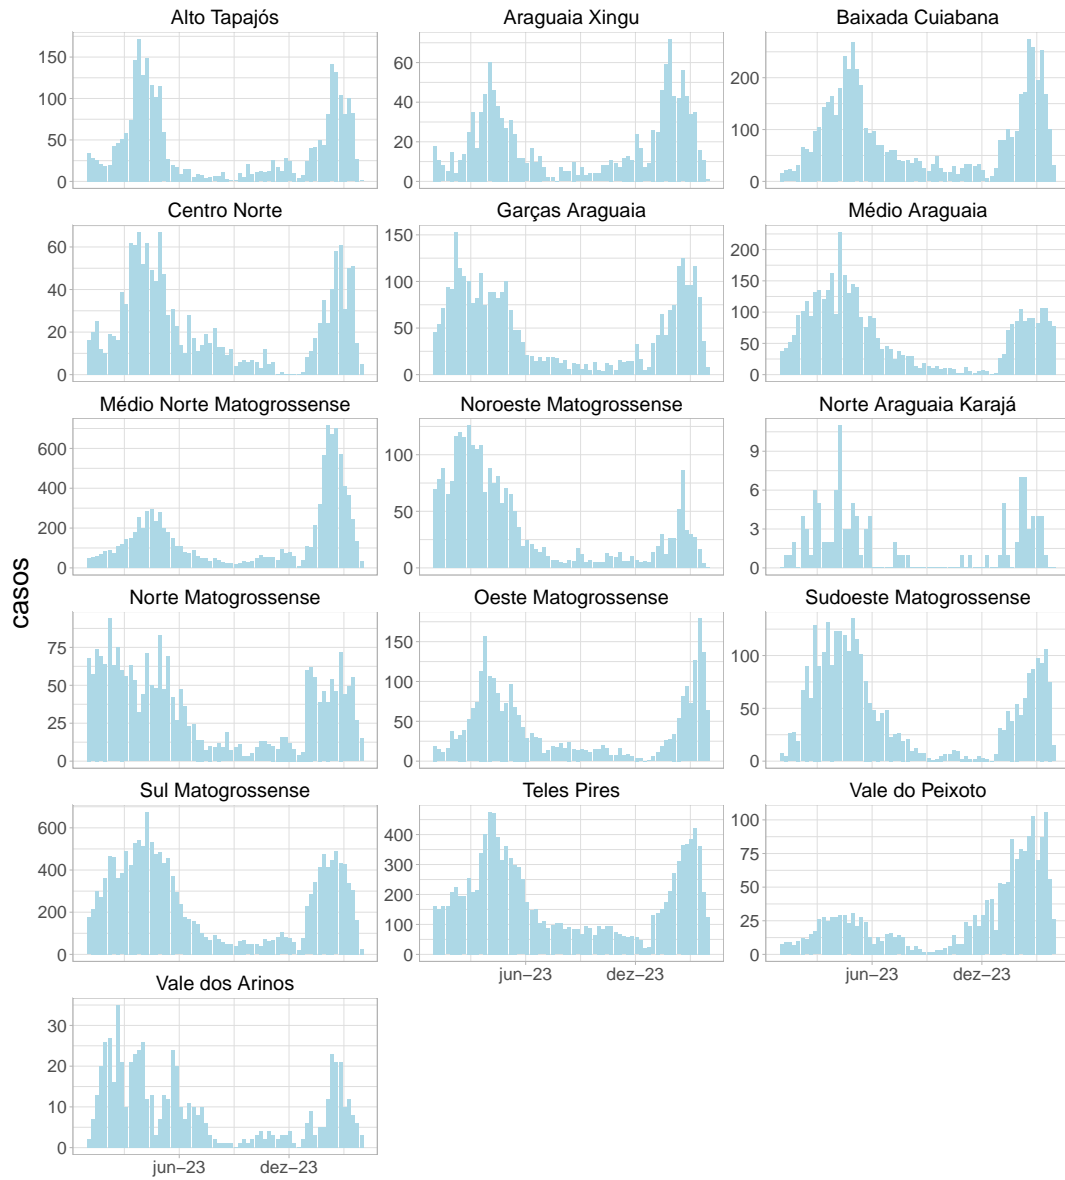 Alto Tapajós
Araguaia Xingu
Baixada Cuiabana
150
100
50
0
60
40
20
0
200
100
0
Centro Norte
Garças Araguaia
Médio Araguaia
60
40
20
0
150
100
50
0
200
150
100
50
0
Médio Norte Matogrossense
Noroeste Matogrossense
Norte Araguaia Karajá
600
400
200
0
100
50
0
9
6
3
0
casos
Norte Matogrossense
Oeste Matogrossense
Sudoeste Matogrossense
75
50
25
0
150
100
50
0
100
50
0
Sul Matogrossense
Teles Pires
Vale do Peixoto
600
400
200
0
400
300
200
100
0
100
75
50
25
0
jun–23
dez–23
jun–23
dez–23
Vale dos Arinos
30
20
10
0
jun–23
dez–23